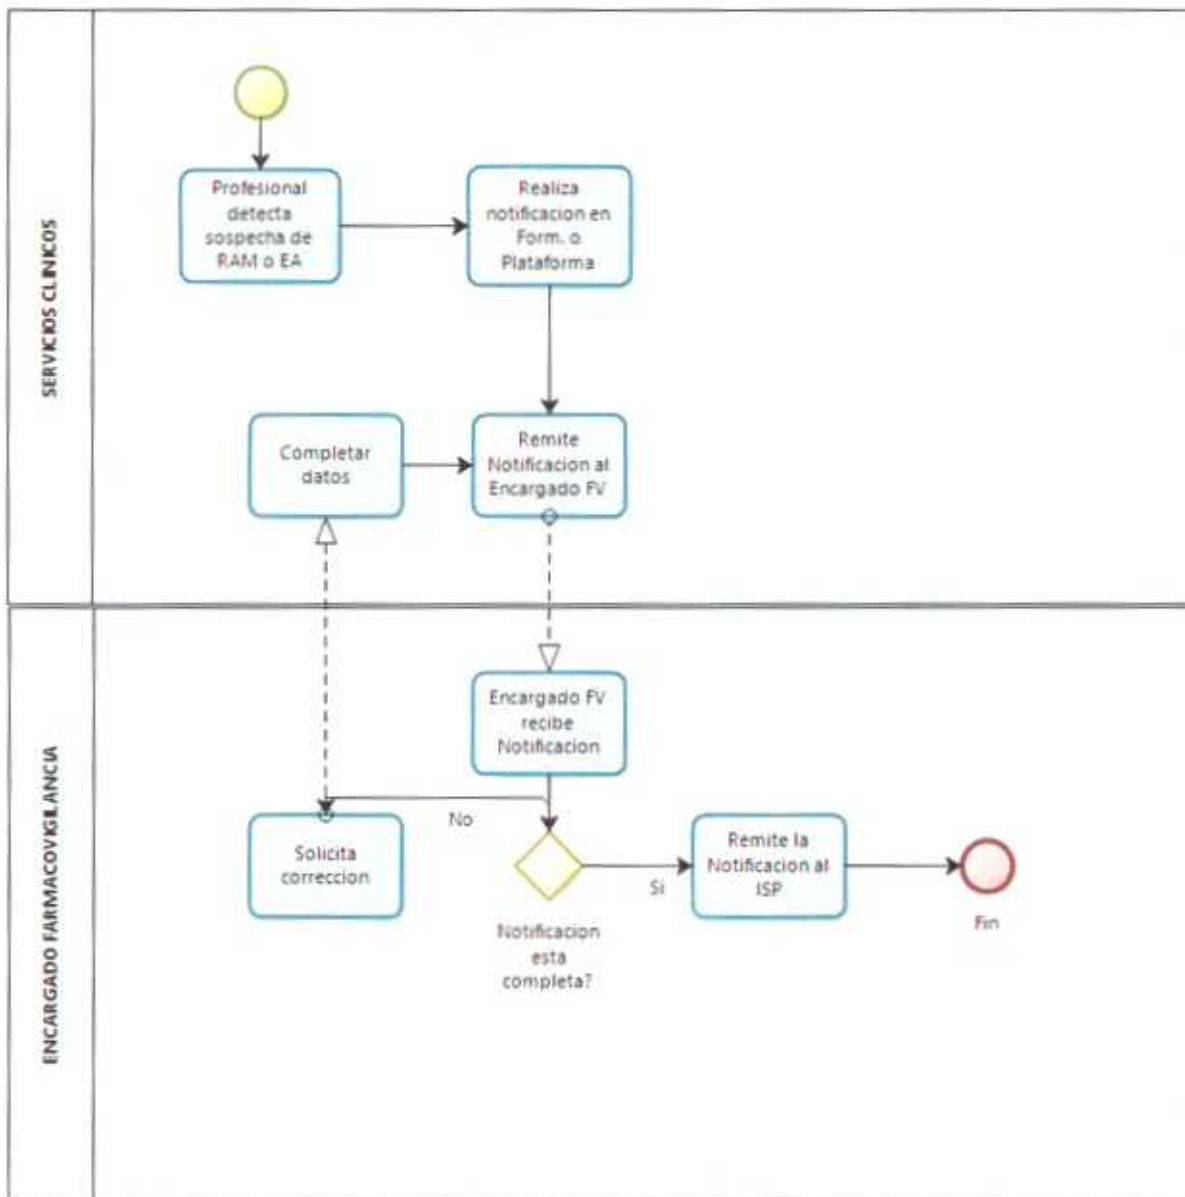 SERVICIOS CLINICOS
Profesional
detecta
sospecha de
RAM o EA
Realiza
notificacion en
Form. o
Plataforma
Completar
datos
Remite
Notificacion al
Encargado FV
ENCARGADO FARMACOVIGILANCIA
Encargado FV
recibe
Notificacion
No
Solicita
correccion
Notificacion
esta
completa?
Si
Remite la
Notificacion al
ISP
Fin